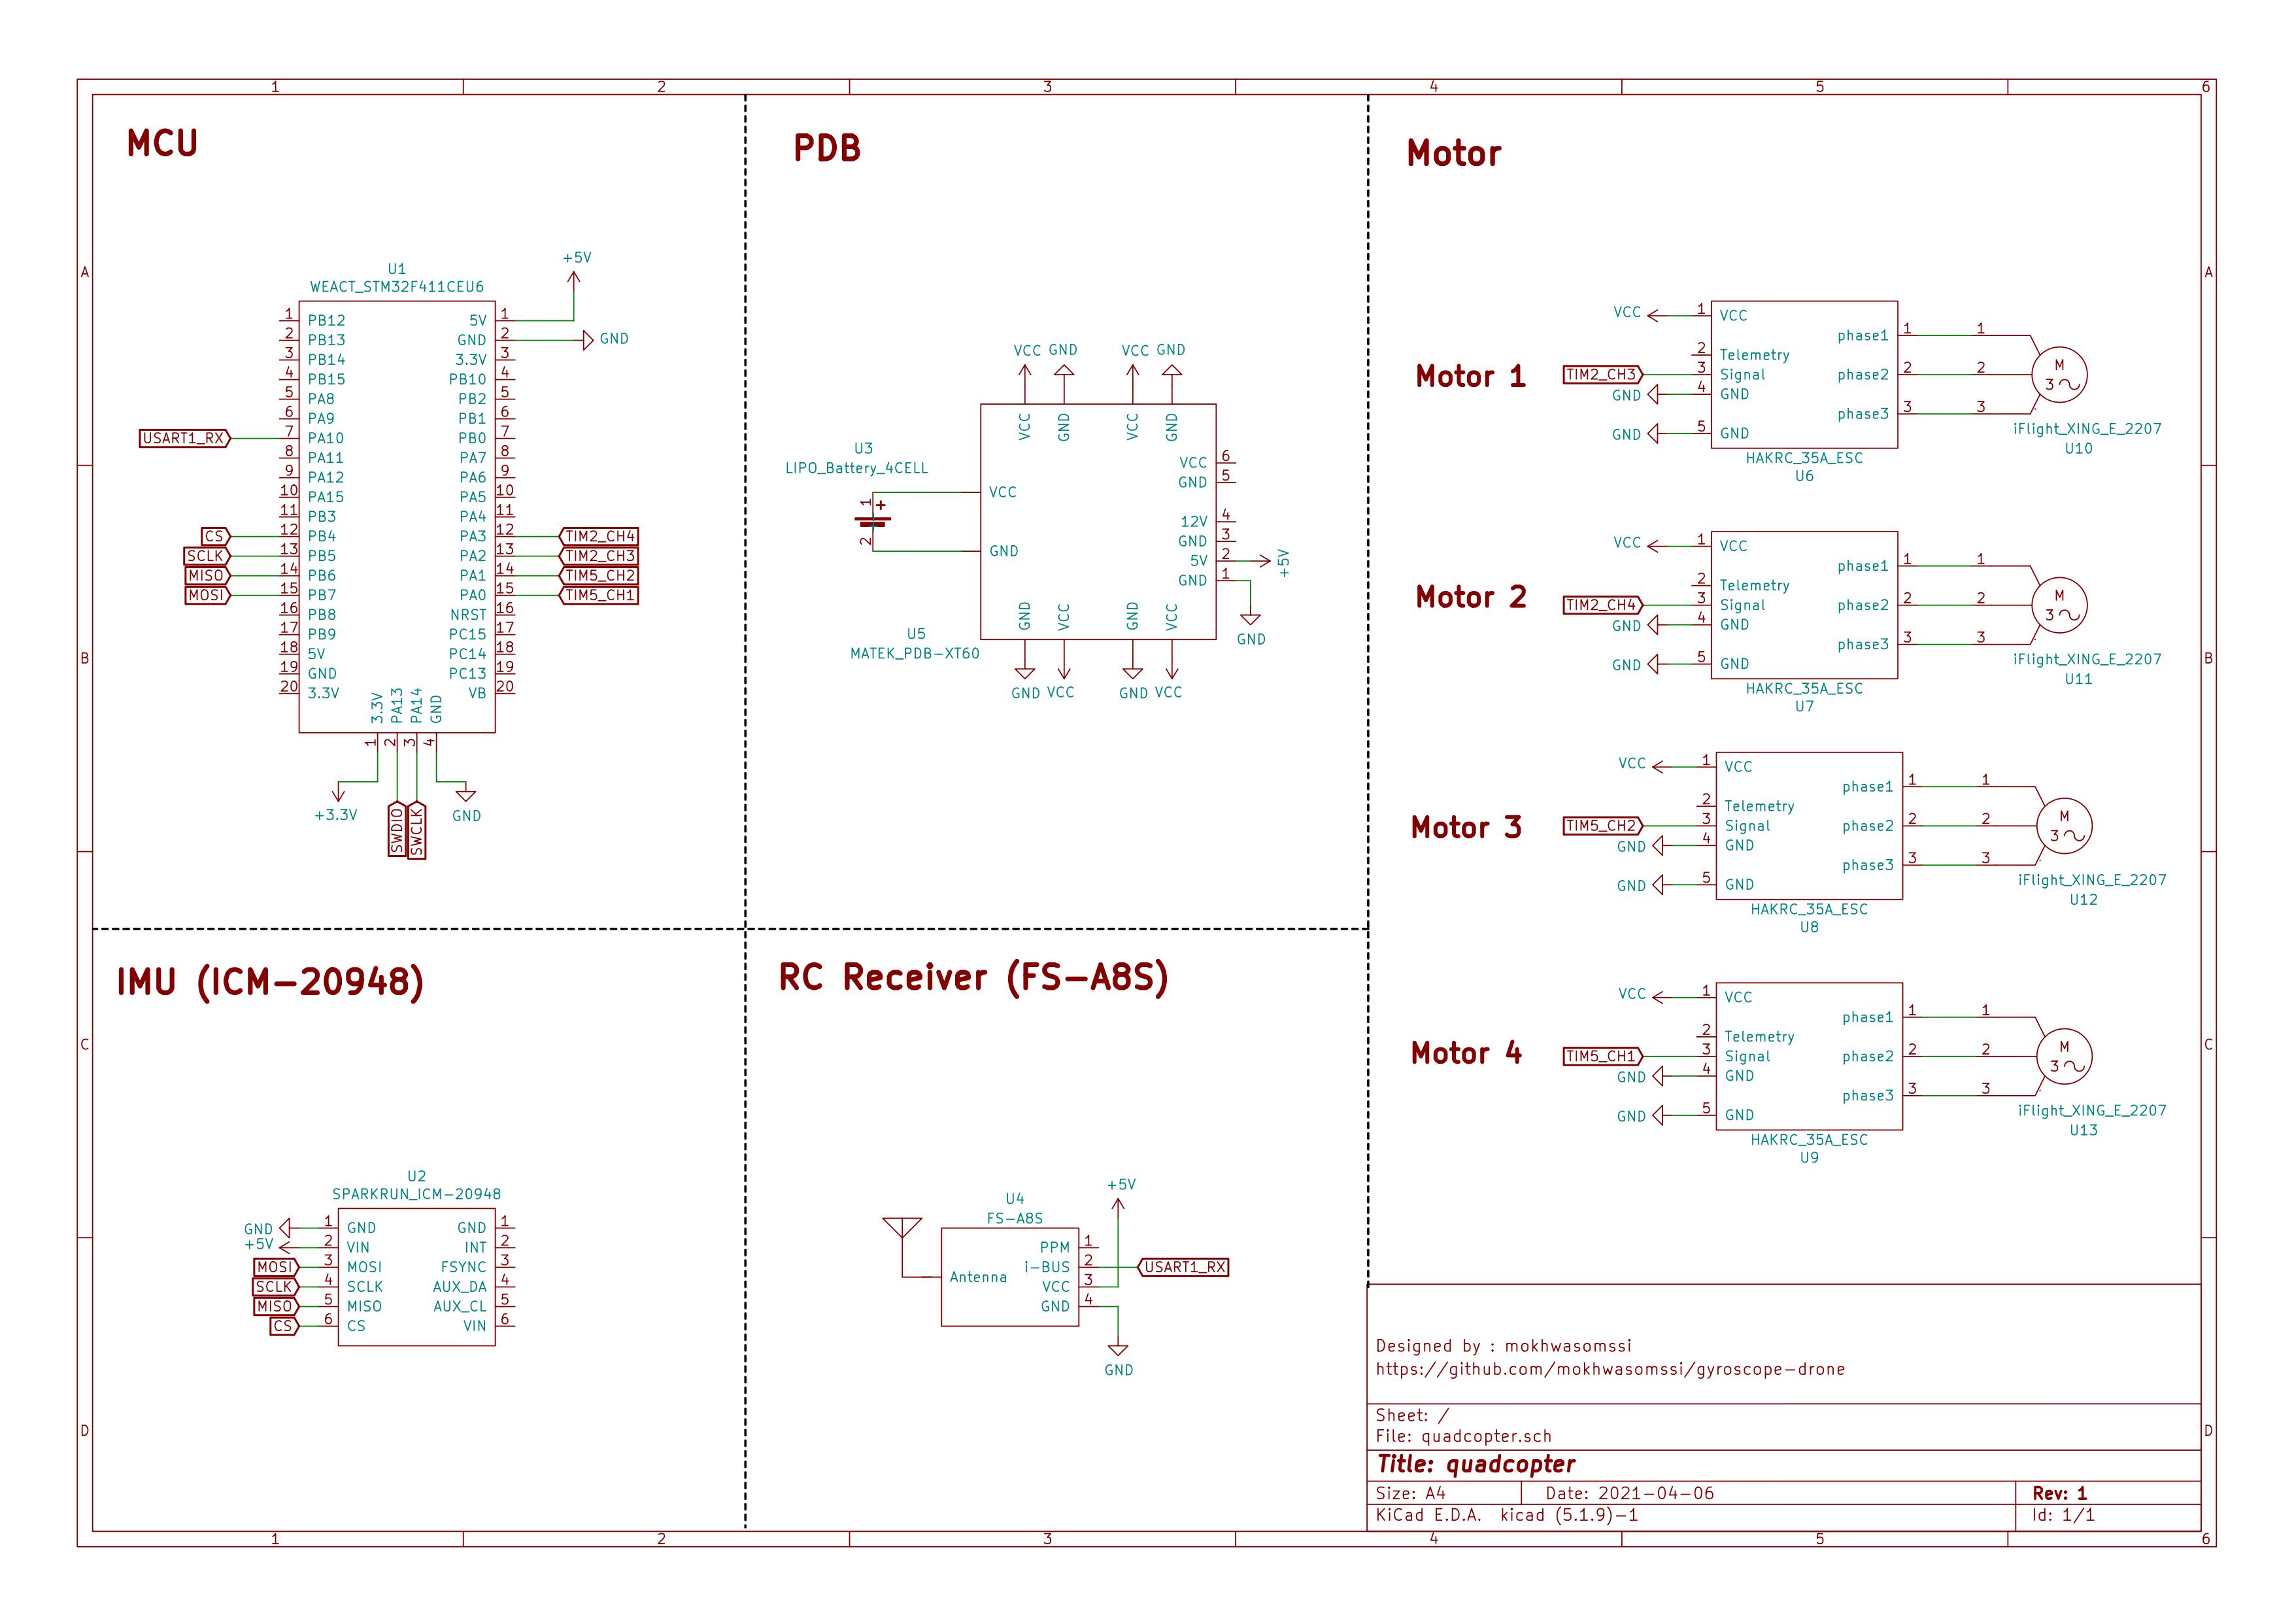 1 2 3 4 5 6
A
B
C
D
MCU
U1
WEACT_STM32F411CEU6
+5V
GND
USART1_RX
CS
SCLK
MISO
MOSI
1 PB12
2 PB13
3 PB14
4 PB15
5 PA8
6 PA9
7 PA10
8 PA11
9 PA12
10 PA15
11 PB3
12 PB4
13 PB5
14 PB6
15 PB7
16 PB8
17 PB9
18 5V
19 GND
20 3.3V
5V 1
GND 2
3.3V 3
PB10 4
PB2 5
PB1 6
PB0 7
PA7 8
PA6 9
PA5 10
PA4 11
PA3 12
PA2 13
PA1 14
PA0 15
NRST 16
PC15 17
PC14 18
PC13 19
VB 20
TIM2_CH4
TIM2_CH3
TIM5_CH2
TIM5_CH1
3.3V PA13 PA14 GND
1 2 3 4
+3.3V
SWDIO
SWCLK
GND
PDB
VCC GND VCC GND
VCC GND VCC GND
U3
LIPO_Battery_4CELL
1
+
2
VCC
GND
VCC 6
GND 5
12V 4
GND 3
5V 2
GND 1
+5V
GND
GND VCC GND VCC
U5
MATEK_PDB-XT60
GND VCC GND VCC
Motor
Motor 1
VCC
TIM2_CH3
GND
GND
1 VCC
2 Telemetry
3 Signal
4 GND
5 GND
phase1 1 1
phase2 2 2
phase3 3 3
M
3
HAKRC_35A_ESC
U6
iFlight_XING_E_2207
U10
Motor 2
VCC
TIM2_CH4
GND
GND
1 VCC
2 Telemetry
3 Signal
4 GND
5 GND
phase1 1 1
phase2 2 2
phase3 3 3
M
3
HAKRC_35A_ESC
U7
iFlight_XING_E_2207
U11
Motor 3
VCC
TIM5_CH2
GND
GND
1 VCC
2 Telemetry
3 Signal
4 GND
5 GND
phase1 1 1
phase2 2 2
phase3 3 3
M
3
HAKRC_35A_ESC
U8
iFlight_XING_E_2207
U12
Motor 4
VCC
TIM5_CH1
GND
GND
1 VCC
2 Telemetry
3 Signal
4 GND
5 GND
phase1 1 1
phase2 2 2
phase3 3 3
M
3
HAKRC_35A_ESC
U9
iFlight_XING_E_2207
U13
IMU (ICM-20948)
U2
SPARKRUN_ICM-20948
GND
+5V
MOSI
SCLK
MISO
CS
1 GND
2 VIN
3 MOSI
4 SCLK
5 MISO
6 CS
GND 1
INT 2
FSYNC 3
AUX_DA 4
AUX_CL 5
VIN 6
RC Receiver (FS-A8S)
U4
FS-A8S
+5V
Antenna
PPM 1
i-BUS 2
VCC 3
GND 4
USART1_RX
GND
Designed by : mokhwasomssi
https://github.com/mokhwasomssi/gyroscope-drone
Sheet: /
File: quadcopter.sch
Title: quadcopter
Size: A4 Date: 2021-04-06 Rev: 1
KiCad E.D.A. kicad (5.1.9)-1 Id: 1/1
A
B
C
D
1 2 3 4 5 6